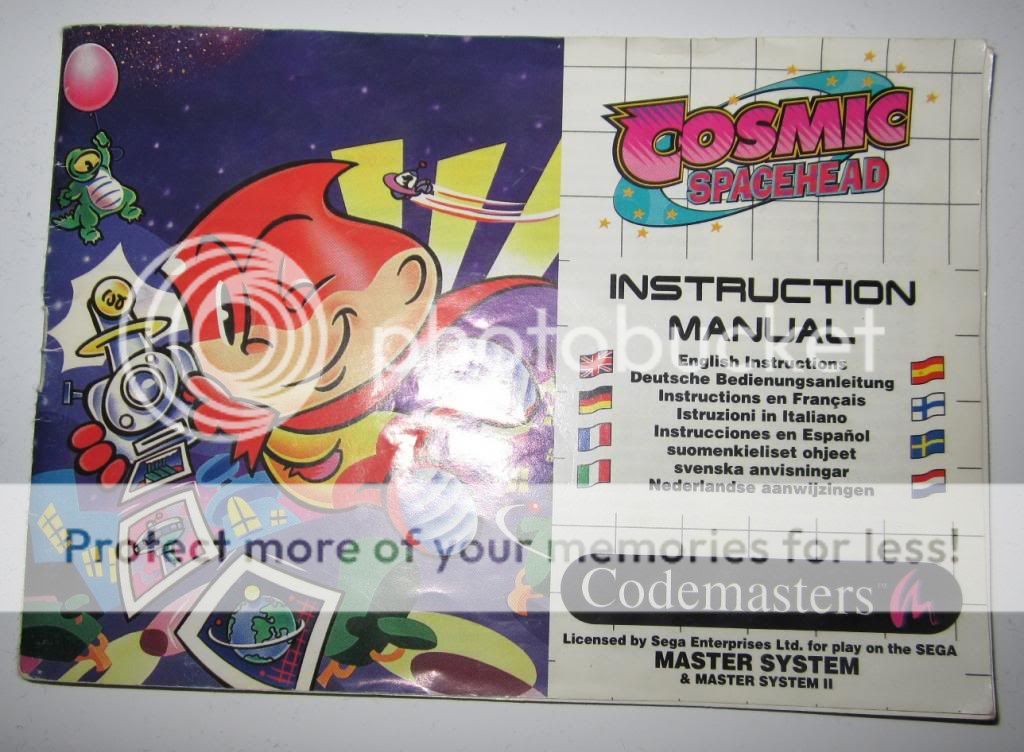 COSMIC
SPACEHEAD
INSTRUCTION
MANUAL
English Instructions
Deutsche Bedienungsanleitung
Instructions en Français
Istruzioni in Italiano
Instrucciones en Español
suomenkieliset ohjeet
svenska anvisningar
Nederlandse aanwijzingen
photobucket
Protect more of your memories for less!
Codemasters™
Licensed by Sega Enterprises Ltd. for play on the SEGA
MASTER SYSTEM
& MASTER SYSTEM II